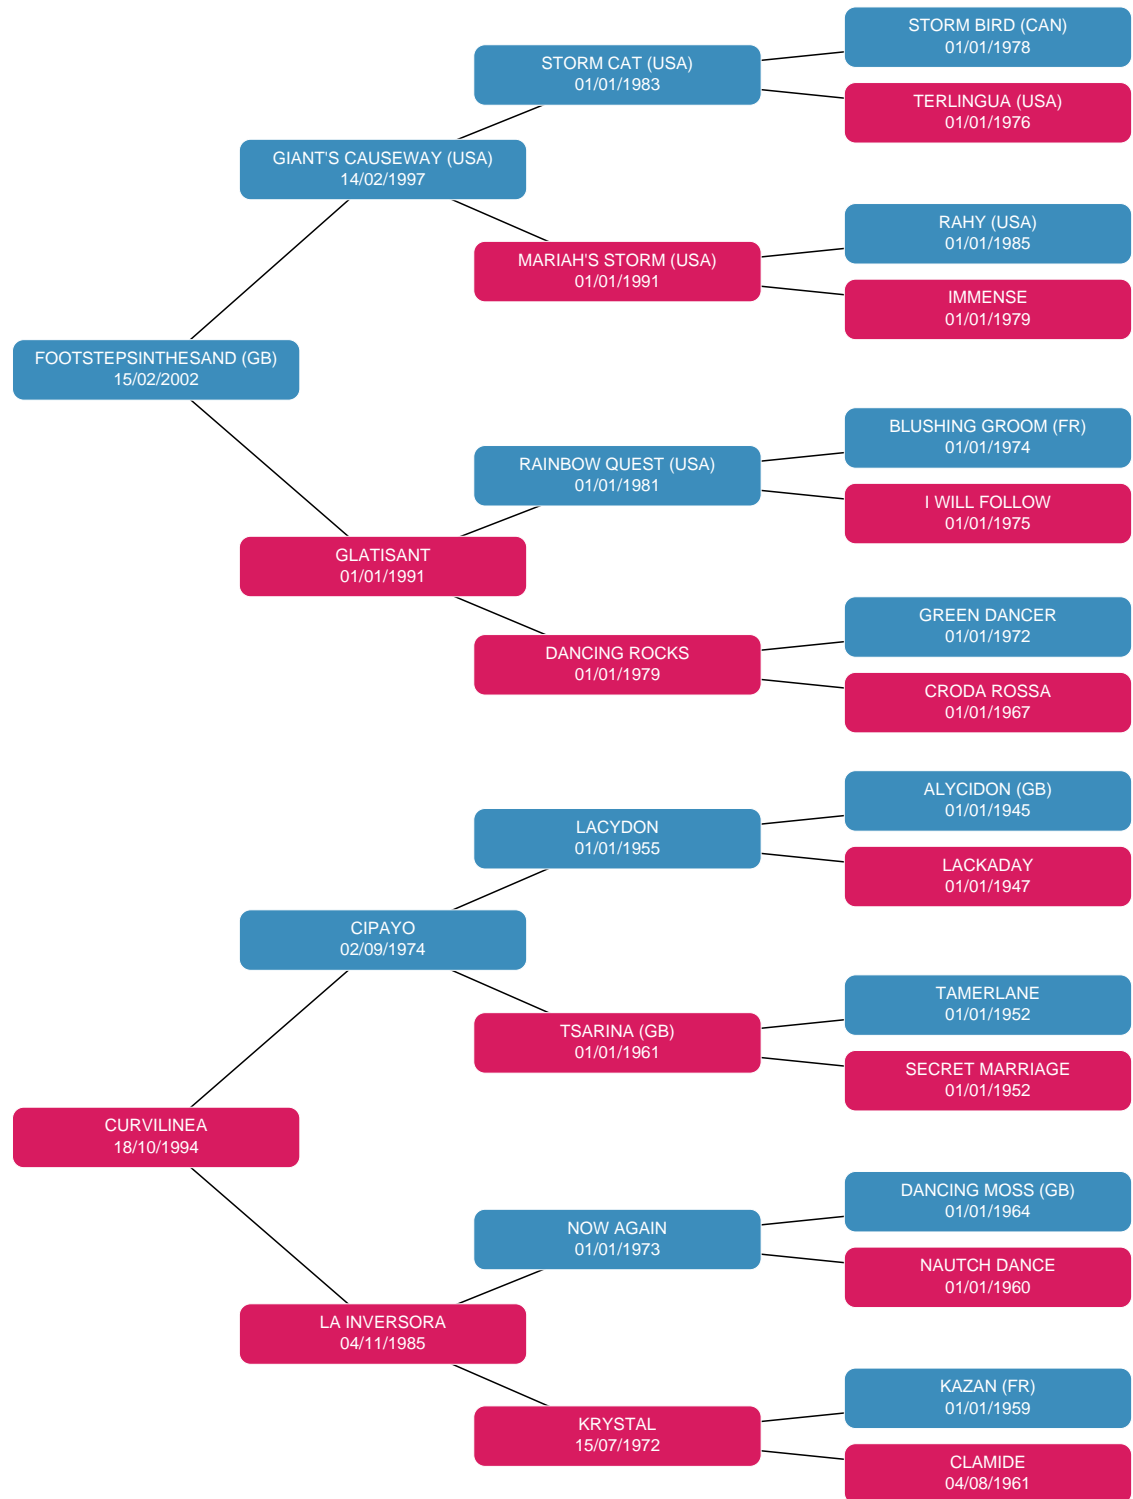 STORM BIRD (CAN)
01/01/1978
STORM CAT (USA)
01/01/1983
TERLINGUA (USA)
01/01/1976
GIANT'S CAUSEWAY (USA)
14/02/1997
RAHY (USA)
01/01/1985
MARIAH'S STORM (USA)
01/01/1991
IMMENSE
01/01/1979
FOOTSTEPSINTHESAND (GB)
15/02/2002
BLUSHING GROOM (FR)
01/01/1974
RAINBOW QUEST (USA)
01/01/1981
I WILL FOLLOW
01/01/1975
GLATISANT
01/01/1991
GREEN DANCER
01/01/1972
DANCING ROCKS
01/01/1979
CRODA ROSSA
01/01/1967
ALYCIDON (GB)
01/01/1945
LACYDON
01/01/1955
LACKADAY
01/01/1947
CIPAYO
02/09/1974
TAMERLANE
01/01/1952
TSARINA (GB)
01/01/1961
SECRET MARRIAGE
01/01/1952
CURVILINEA
18/10/1994
DANCING MOSS (GB)
01/01/1964
NOW AGAIN
01/01/1973
NAUTCH DANCE
01/01/1960
LA INVERSORA
04/11/1985
KAZAN (FR)
01/01/1959
KRYSTAL
15/07/1972
CLAMIDE
04/08/1961